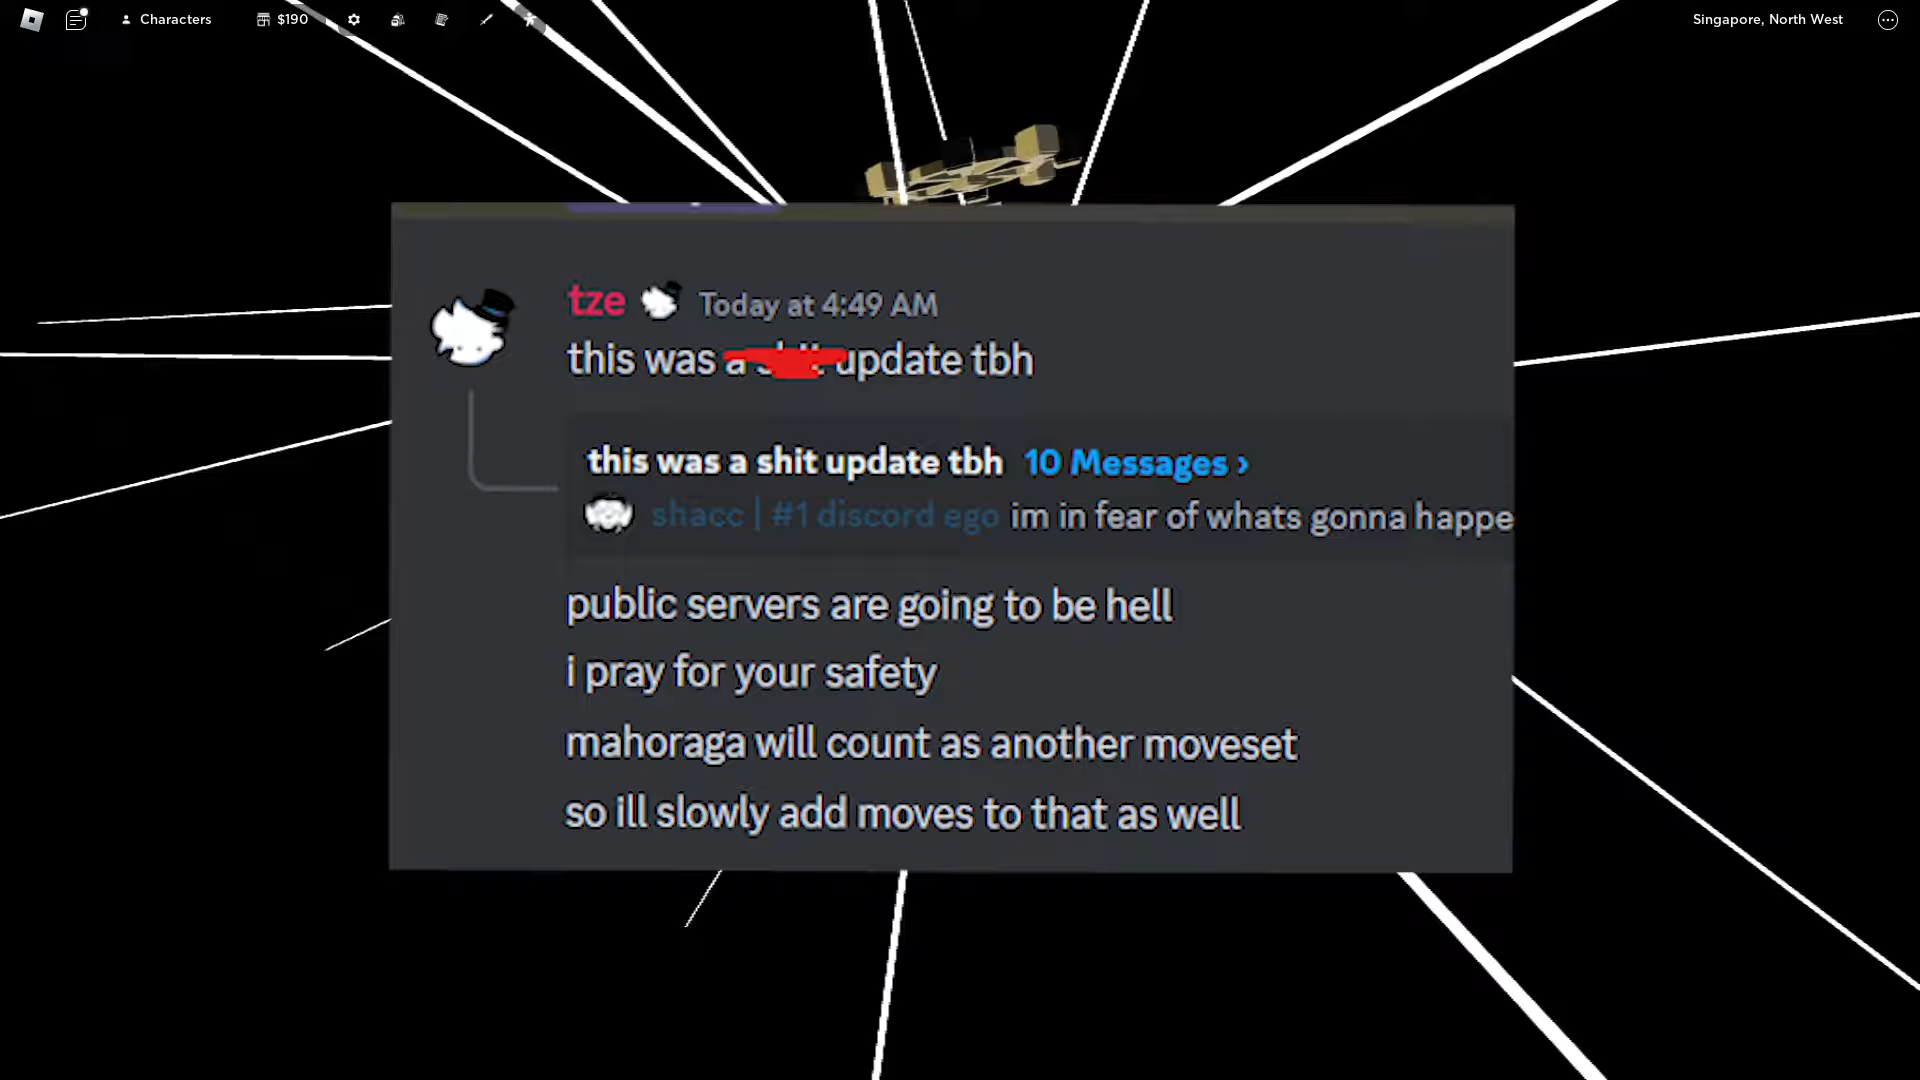 Characters
$190
Singapore, North West
tze Today at 4:49 AM
this was a shit update tbh
this was a shit update tbh 10 Messages ›
shacc | #1 discord ego im in fear of whats gonna happe
public servers are going to be hell
i pray for your safety
mahoraga will count as another moveset
so ill slowly add moves to that as well